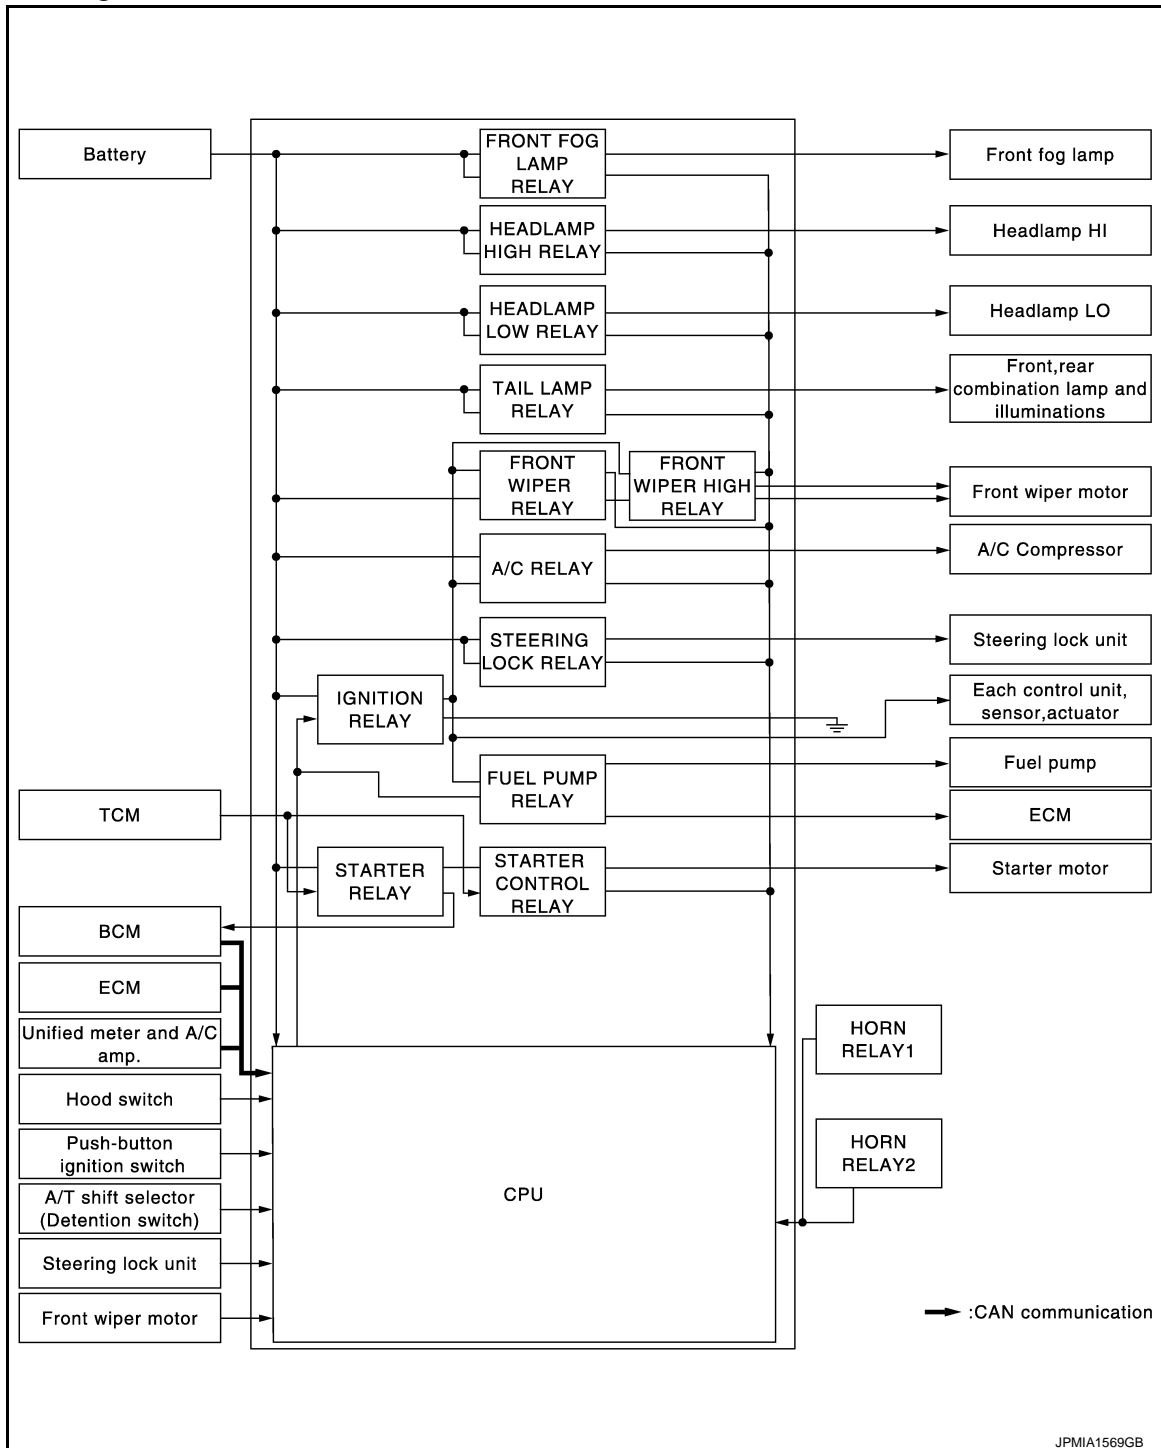 Battery
FRONT FOG
LAMP
RELAY
Front fog lamp
HEADLAMP
HIGH RELAY
Headlamp HI
HEADLAMP
LOW RELAY
Headlamp LO
TAIL LAMP
RELAY
Front,rear
combination lamp and
illuminations
FRONT
WIPER
RELAY
FRONT
WIPER HIGH
RELAY
Front wiper motor
A/C RELAY
A/C Compressor
STEERING
LOCK RELAY
Steering lock unit
IGNITION
RELAY
Each control unit,
sensor,actuator
FUEL PUMP
RELAY
Fuel pump
TCM
ECM
STARTER
RELAY
STARTER
CONTROL
RELAY
Starter motor
BCM
ECM
Unified meter and A/C
amp.
HORN
RELAY1
Hood switch
Push-button
ignition switch
HORN
RELAY2
A/T shift selector
(Detention switch)
CPU
Steering lock unit
Front wiper motor
:CAN communication
JPMIA1569GB